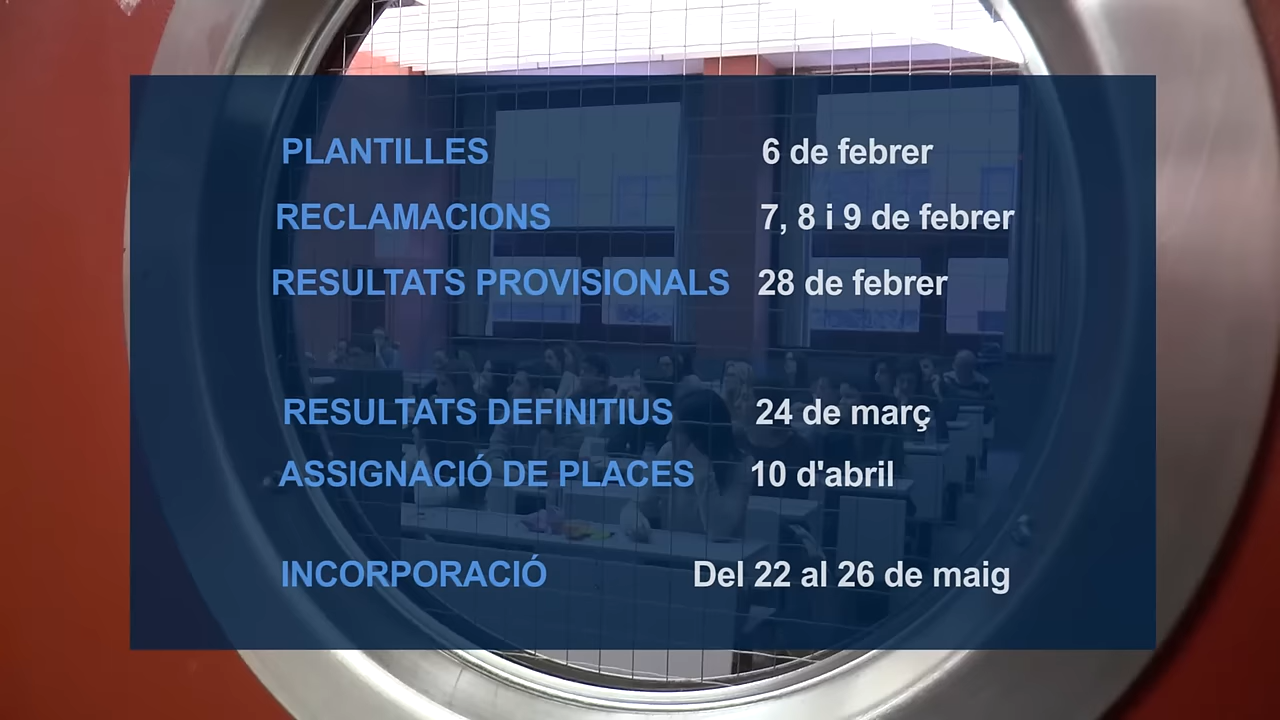 PLANTILLES 6 de febrer
RECLAMACIONS 7, 8 i 9 de febrer
RESULTATS PROVISIONALS 28 de febrer
RESULTATS DEFINITIUS 24 de març
ASSIGNACIÓ DE PLACES 10 d'abril
INCORPORACIÓ Del 22 al 26 de maig